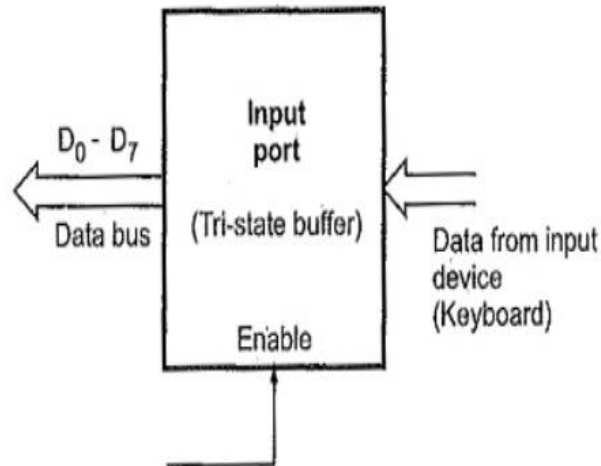 Input
port
D₀ - D₇
Data bus
(Tri-state buffer)
Data from input
device
(Keyboard)
Enable